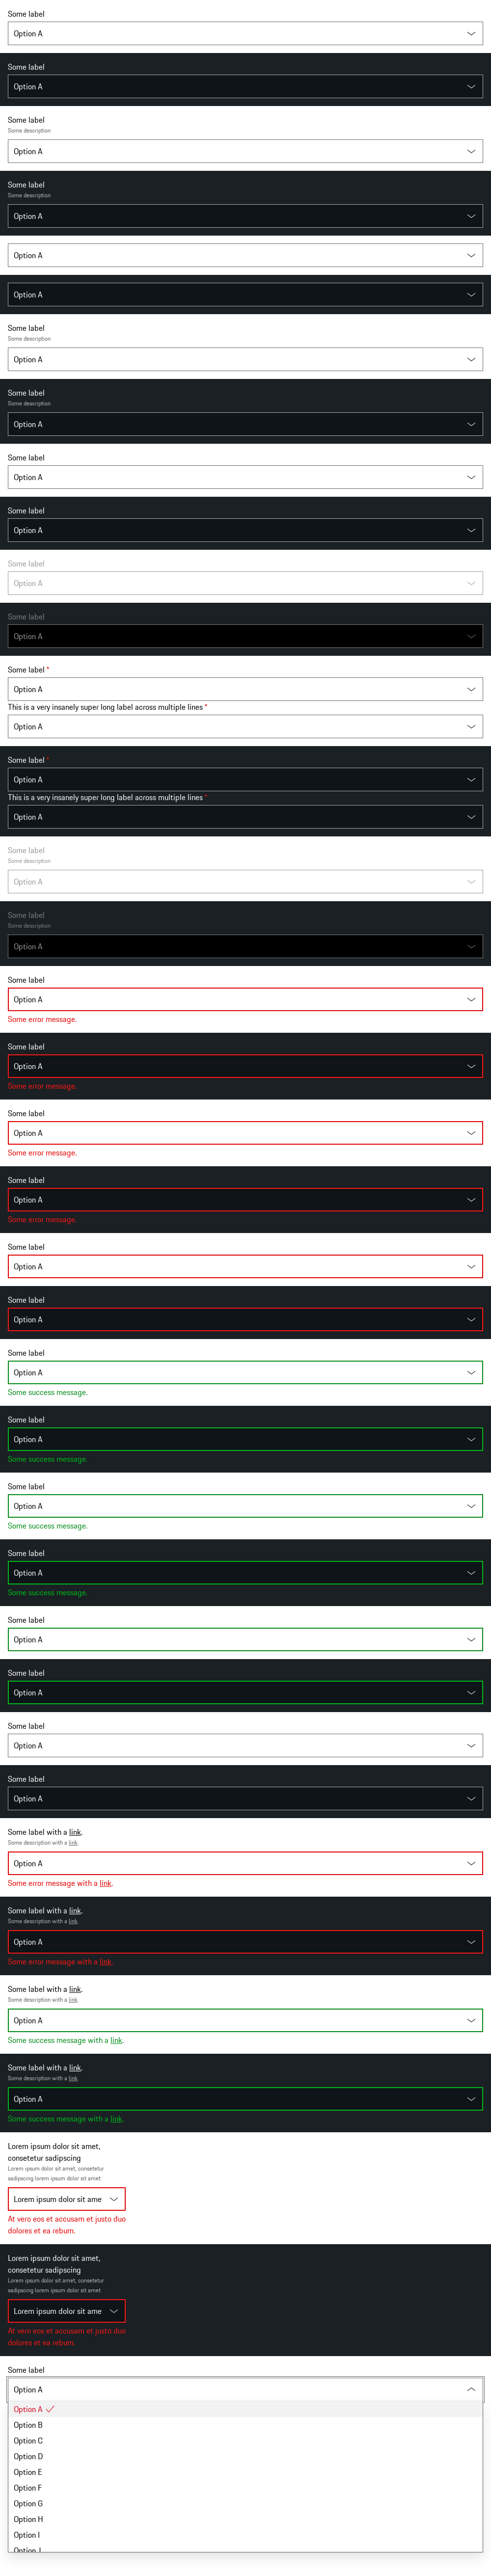 Some label
Option A
Some label
Option A
Some label
Some description
Option A
Some label
Some description
Option A
Option A
Option A
Some label
Some description
Option A
Some label
Some description
Option A
Some label
Option A
Some label
Option A
Some label
Option A
Some label
Option A
Some label *
Option A
This is a very insanely super long label across multiple lines *
Option A
Some label *
Option A
This is a very insanely super long label across multiple lines *
Option A
Some label
Some description
Option A
Some label
Some description
Option A
Some label
Option A
Some error message.
Some label
Option A
Some error message.
Some label
Option A
Some error message.
Some label
Option A
Some error message.
Some label
Option A
Some label
Option A
Some label
Option A
Some success message.
Some label
Option A
Some success message.
Some label
Option A
Some success message.
Some label
Option A
Some success message.
Some label
Option A
Some label
Option A
Some label
Option A
Some label
Option A
Some label with a link.
Some description with a link.
Option A
Some error message with a link.
Some label with a link.
Some description with a link.
Option A
Some error message with a link.
Some label with a link.
Some description with a link.
Option A
Some success message with a link.
Some label with a link.
Some description with a link.
Option A
Some success message with a link.
Lorem ipsum dolor sit amet,
consetetur sadipscing
Lorem ipsum dolor sit amet, consetetur
sadipscing lorem ipsum dolor sit amet
Lorem ipsum dolor sit ame
At vero eos et accusam et justo duo
dolores et ea rebum.
Lorem ipsum dolor sit amet,
consetetur sadipscing
Lorem ipsum dolor sit amet, consetetur
sadipscing lorem ipsum dolor sit amet
Lorem ipsum dolor sit ame
At vero eos et accusam et justo duo
dolores et ea rebum.
Some label
Option A
Option A
Option B
Option C
Option D
Option E
Option F
Option G
Option H
Option I
Option J